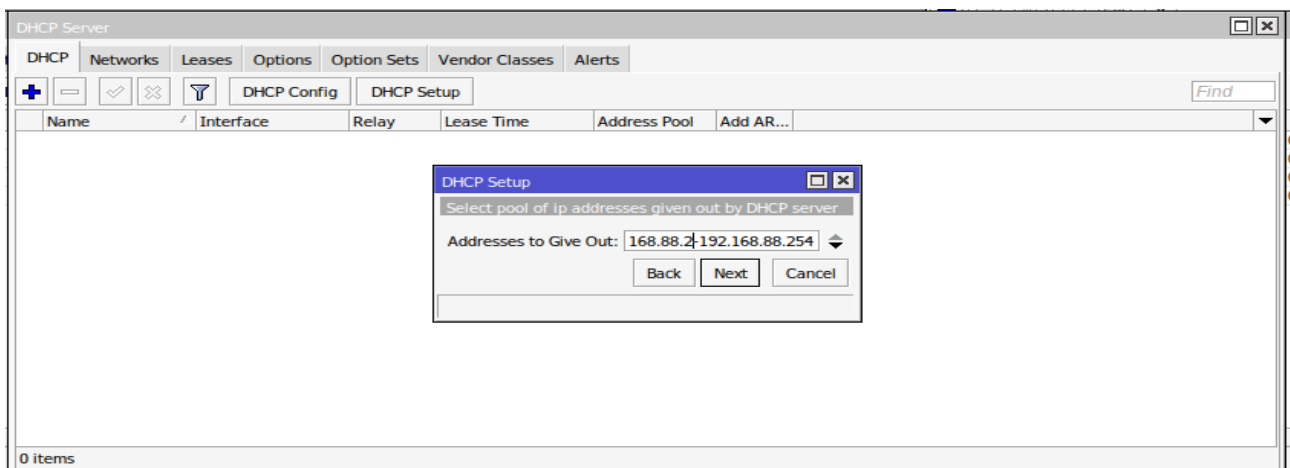 DHCP Server
DHCP Networks Leases Options Option Sets Vendor Classes Alerts
DHCP Config DHCP Setup Find
Name Interface Relay Lease Time Address Pool Add AR...
DHCP Setup
Select pool of ip addresses given out by DHCP server
Addresses to Give Out: 168.88.2-192.168.88.254
Back Next Cancel
0 items